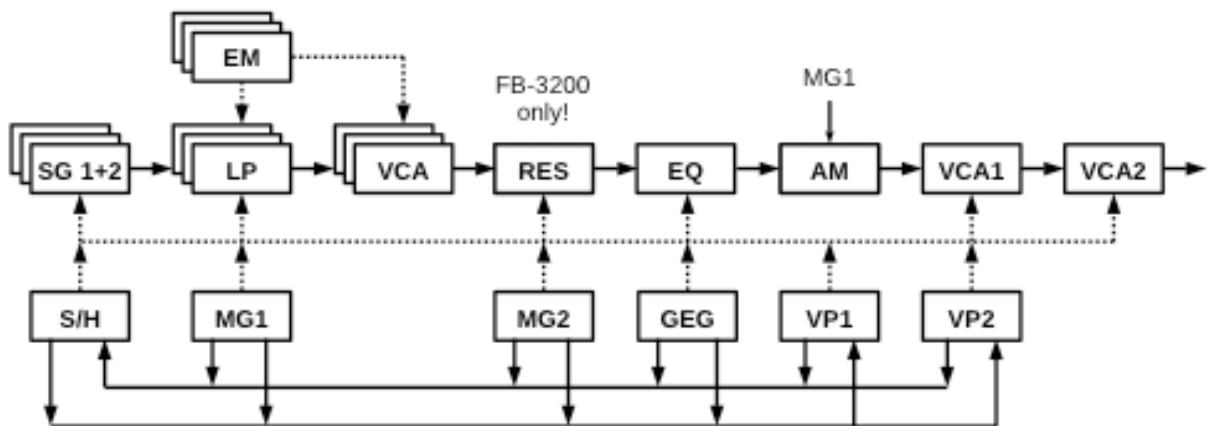 EM
FB-3200
only!
MG1
SG 1+2
LP
VCA
RES
EQ
AM
VCA1
VCA2
S/H
MG1
MG2
GEG
VP1
VP2